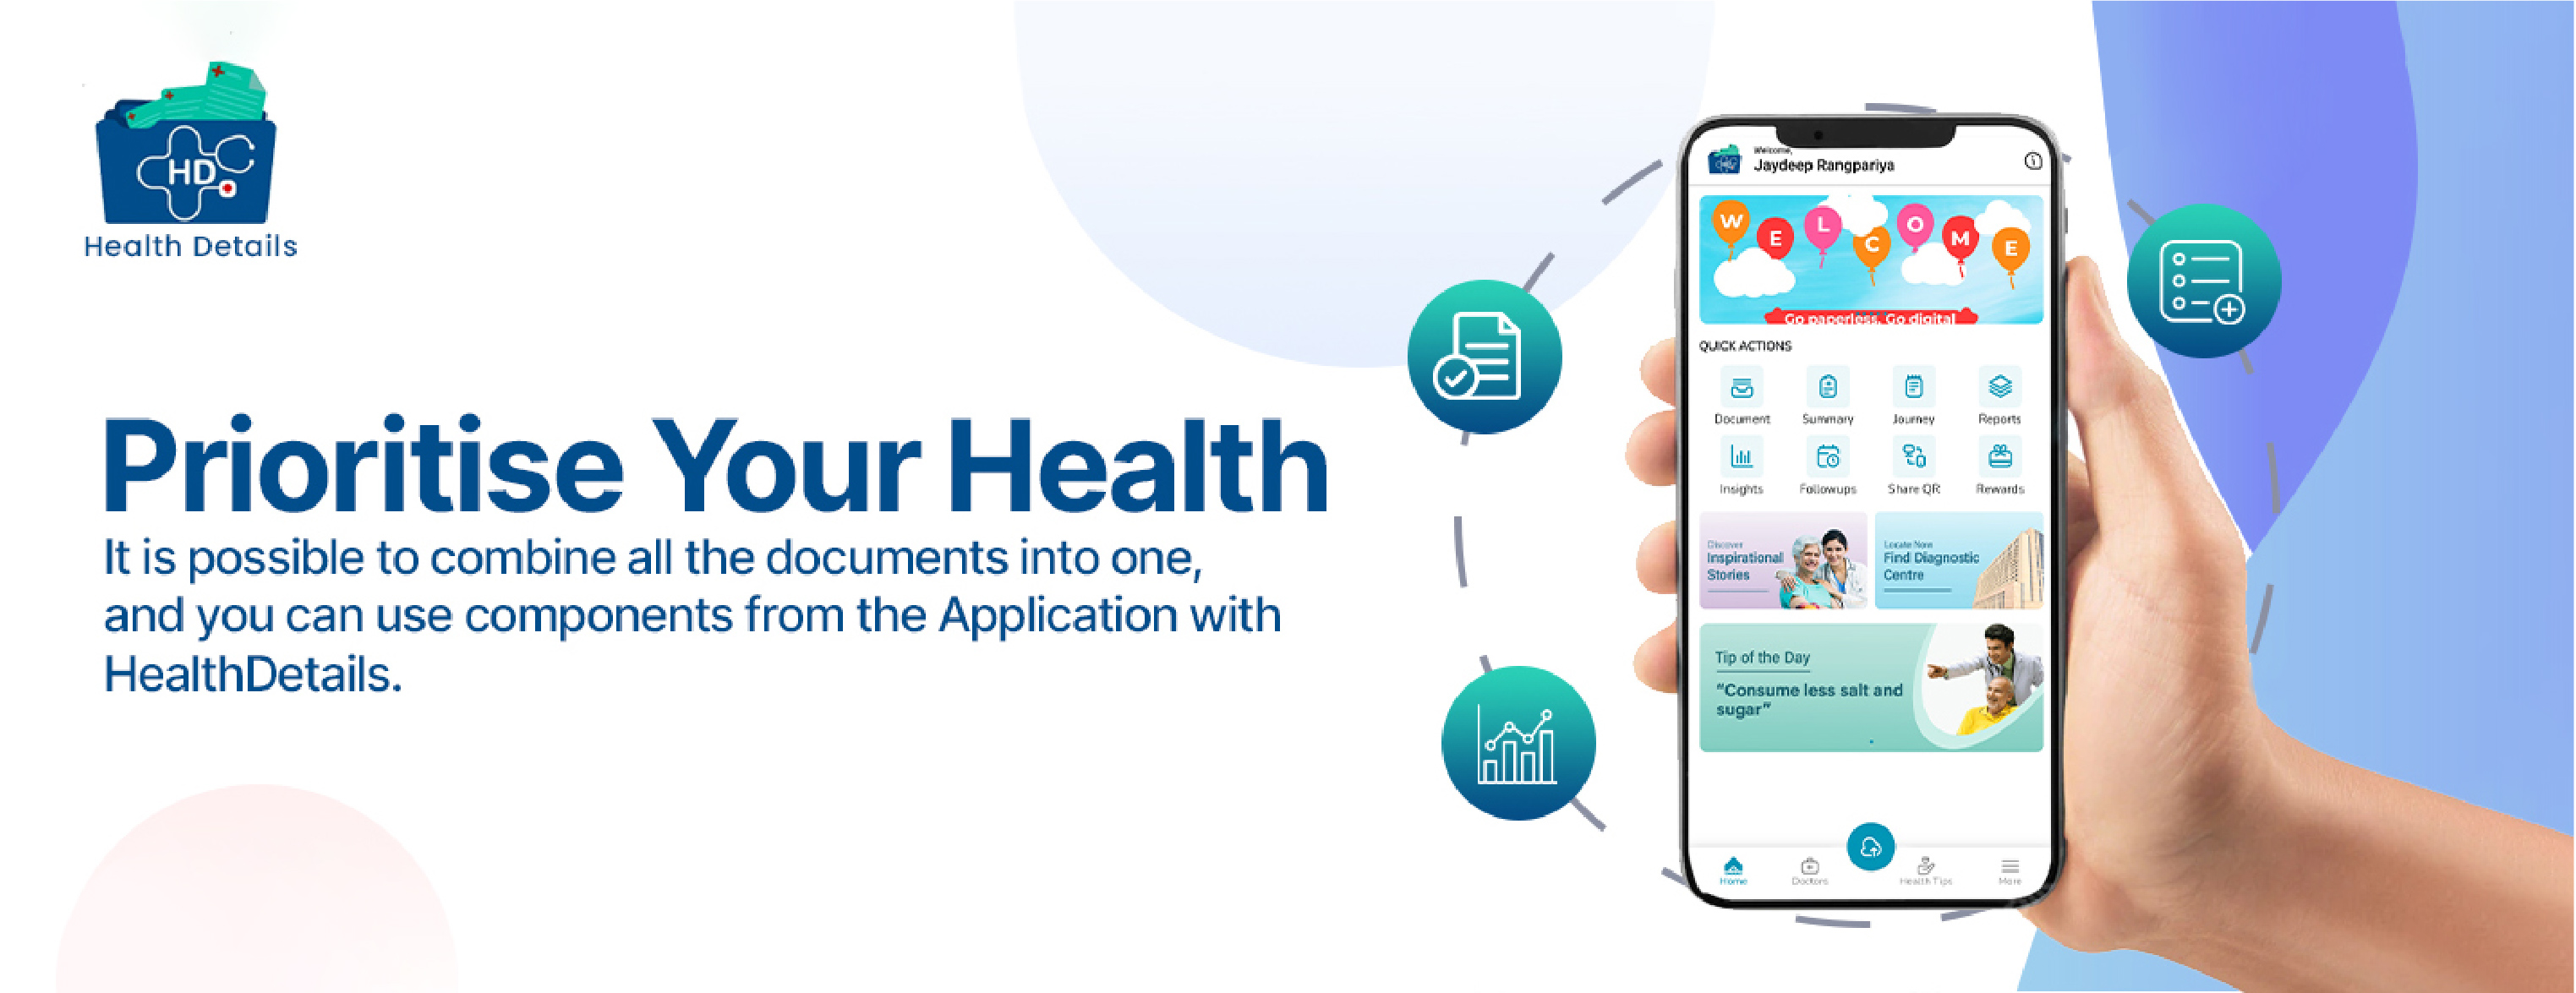 HD
Health Details
Prioritise Your Health
It is possible to combine all the documents into one,
and you can use components from the Application with
HealthDetails.
Welcome,
Jaydeep Rangpariya
WELCOME
Go paperless, Go digital
QUICK ACTIONS
Document Summary Journey Reports
Insights Followups Share QR Rewards
Discover
Inspirational
Stories
Locate Now
Find Diagnostic
Centre
Tip of the Day
“Consume less salt and
sugar”
Home Doctors Health Tips More